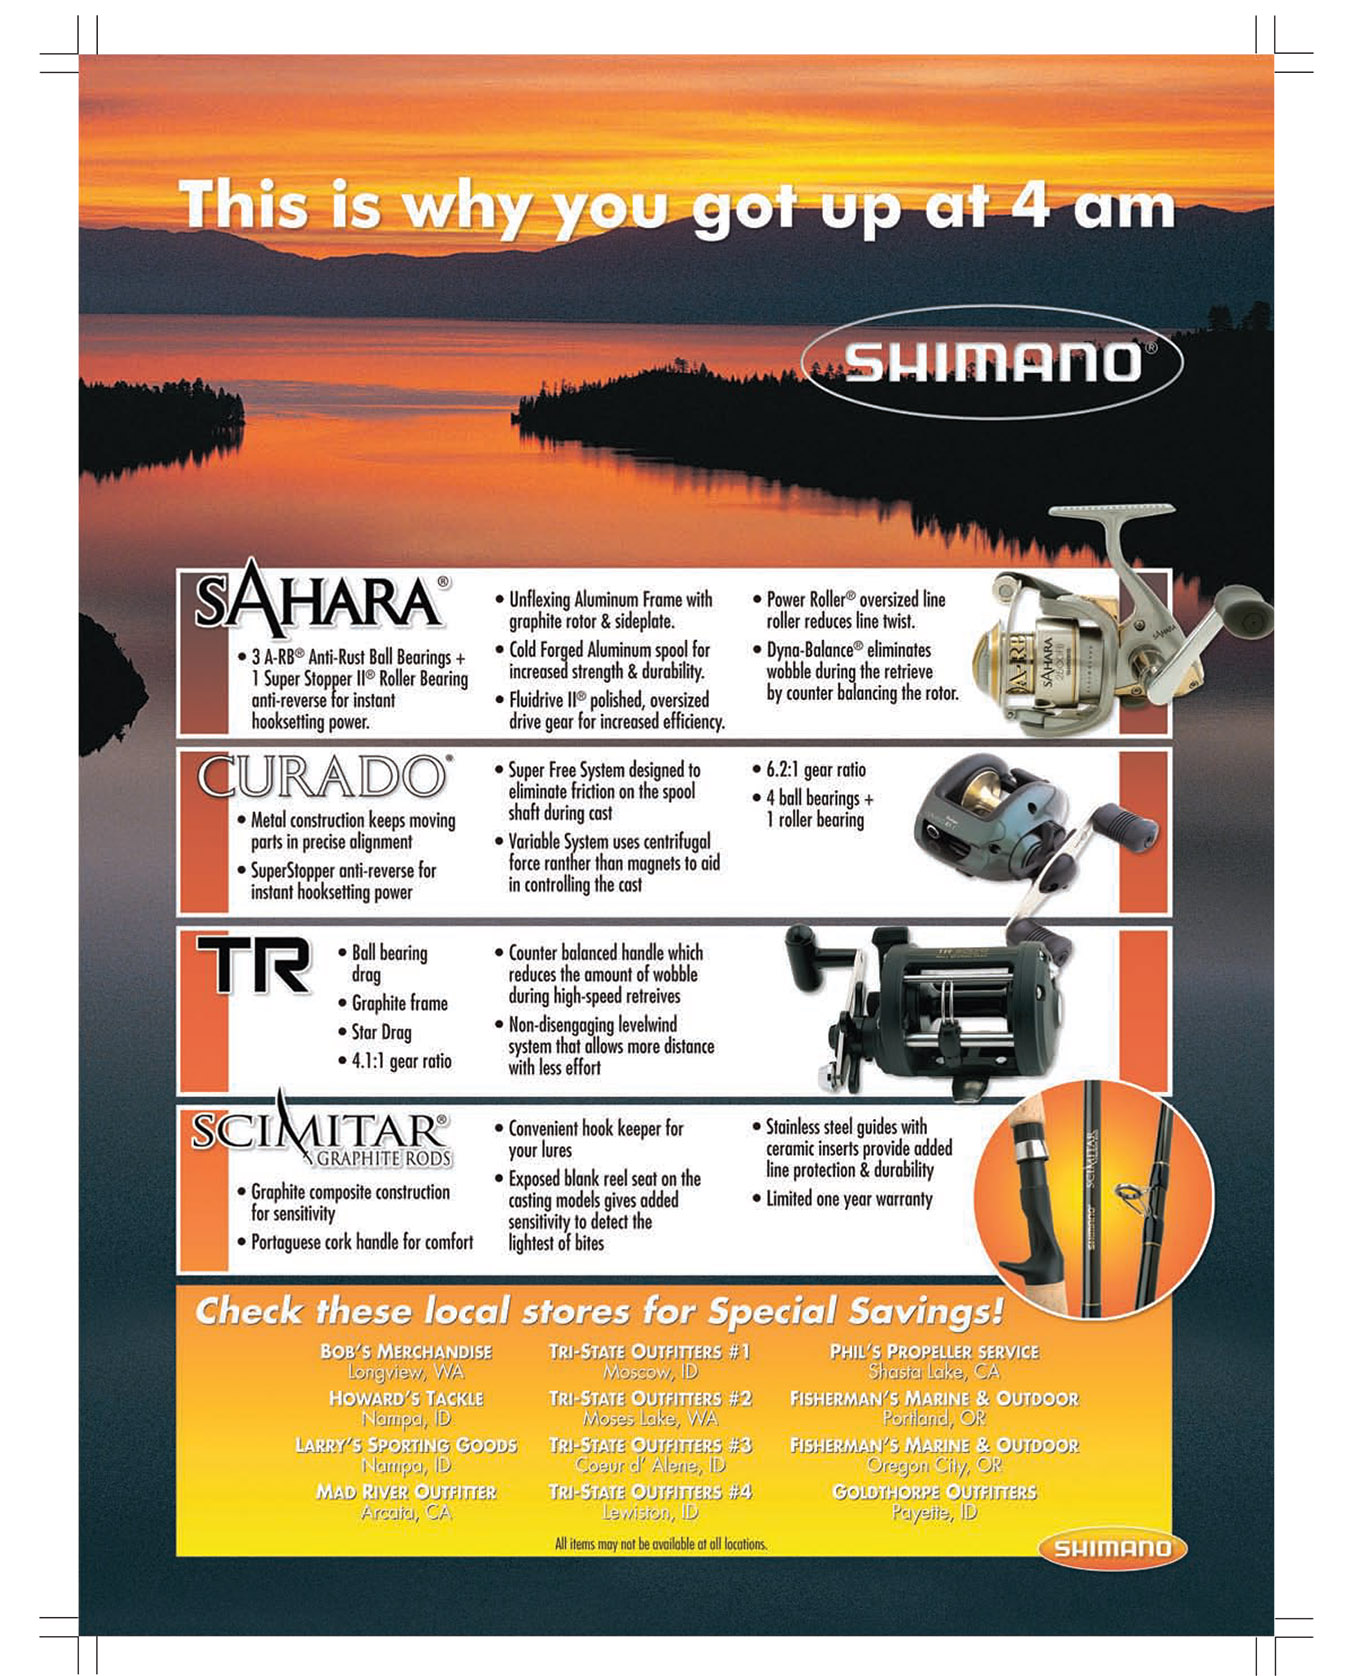 This is why you got up at 4 am
SHIMANO®
SAHARA®
• 3 A-RB® Anti-Rust Ball Bearings +
1 Super Stopper II® Roller Bearing
anti-reverse for instant
hooksetting power.
• Unflexing Aluminum Frame with
graphite rotor & sideplate.
• Cold Forged Aluminum spool for
increased strength & durability.
• Fluidrive II® polished, oversized
drive gear for increased efficiency.
• Power Roller® oversized line
roller reduces line twist.
• Dyna-Balance® eliminates
wobble during the retrieve
by counter balancing the rotor.
A-RB
SAHARA
SAHARA
CURADO®
• Metal construction keeps moving
parts in precise alignment
• SuperStopper anti-reverse for
instant hooksetting power
• Super Free System designed to
eliminate friction on the spool
shaft during cast
• Variable System uses centrifugal
force ranther than magnets to aid
in controlling the cast
• 6.2:1 gear ratio
• 4 ball bearings +
1 roller bearing
TR
• Ball bearing
drag
• Graphite frame
• Star Drag
• 4.1:1 gear ratio
• Counter balanced handle which
reduces the amount of wobble
during high-speed retreives
• Non-disengaging levelwind
system that allows more distance
with less effort
SCIMITAR®
GRAPHITE RODS
• Graphite composite construction
for sensitivity
• Portaguese cork handle for comfort
• Convenient hook keeper for
your lures
• Exposed blank reel seat on the
casting models gives added
sensitivity to detect the
lightest of bites
• Stainless steel guides with
ceramic inserts provide added
line protection & durability
• Limited one year warranty
SHIMANO SCIMITAR
Check these local stores for Special Savings!
BOB'S MERCHANDISE
Longview, WA
HOWARD'S TACKLE
Nampa, ID
LARRY'S SPORTING GOODS
Nampa, ID
MAD RIVER OUTFITTER
Arcata, CA
TRI-STATE OUTFITTERS #1
Moscow, ID
TRI-STATE OUTFITTERS #2
Moses Lake, WA
TRI-STATE OUTFITTERS #3
Coeur d' Alene, ID
TRI-STATE OUTFITTERS #4
Lewiston, ID
PHIL'S PROPELLER SERVICE
Shasta Lake, CA
FISHERMAN'S MARINE & OUTDOOR
Portland, OR
FISHERMAN'S MARINE & OUTDOOR
Oregon City, OR
GOLDTHORPE OUTFITTERS
Payette, ID
All items may not be available at all locations.
SHIMANO